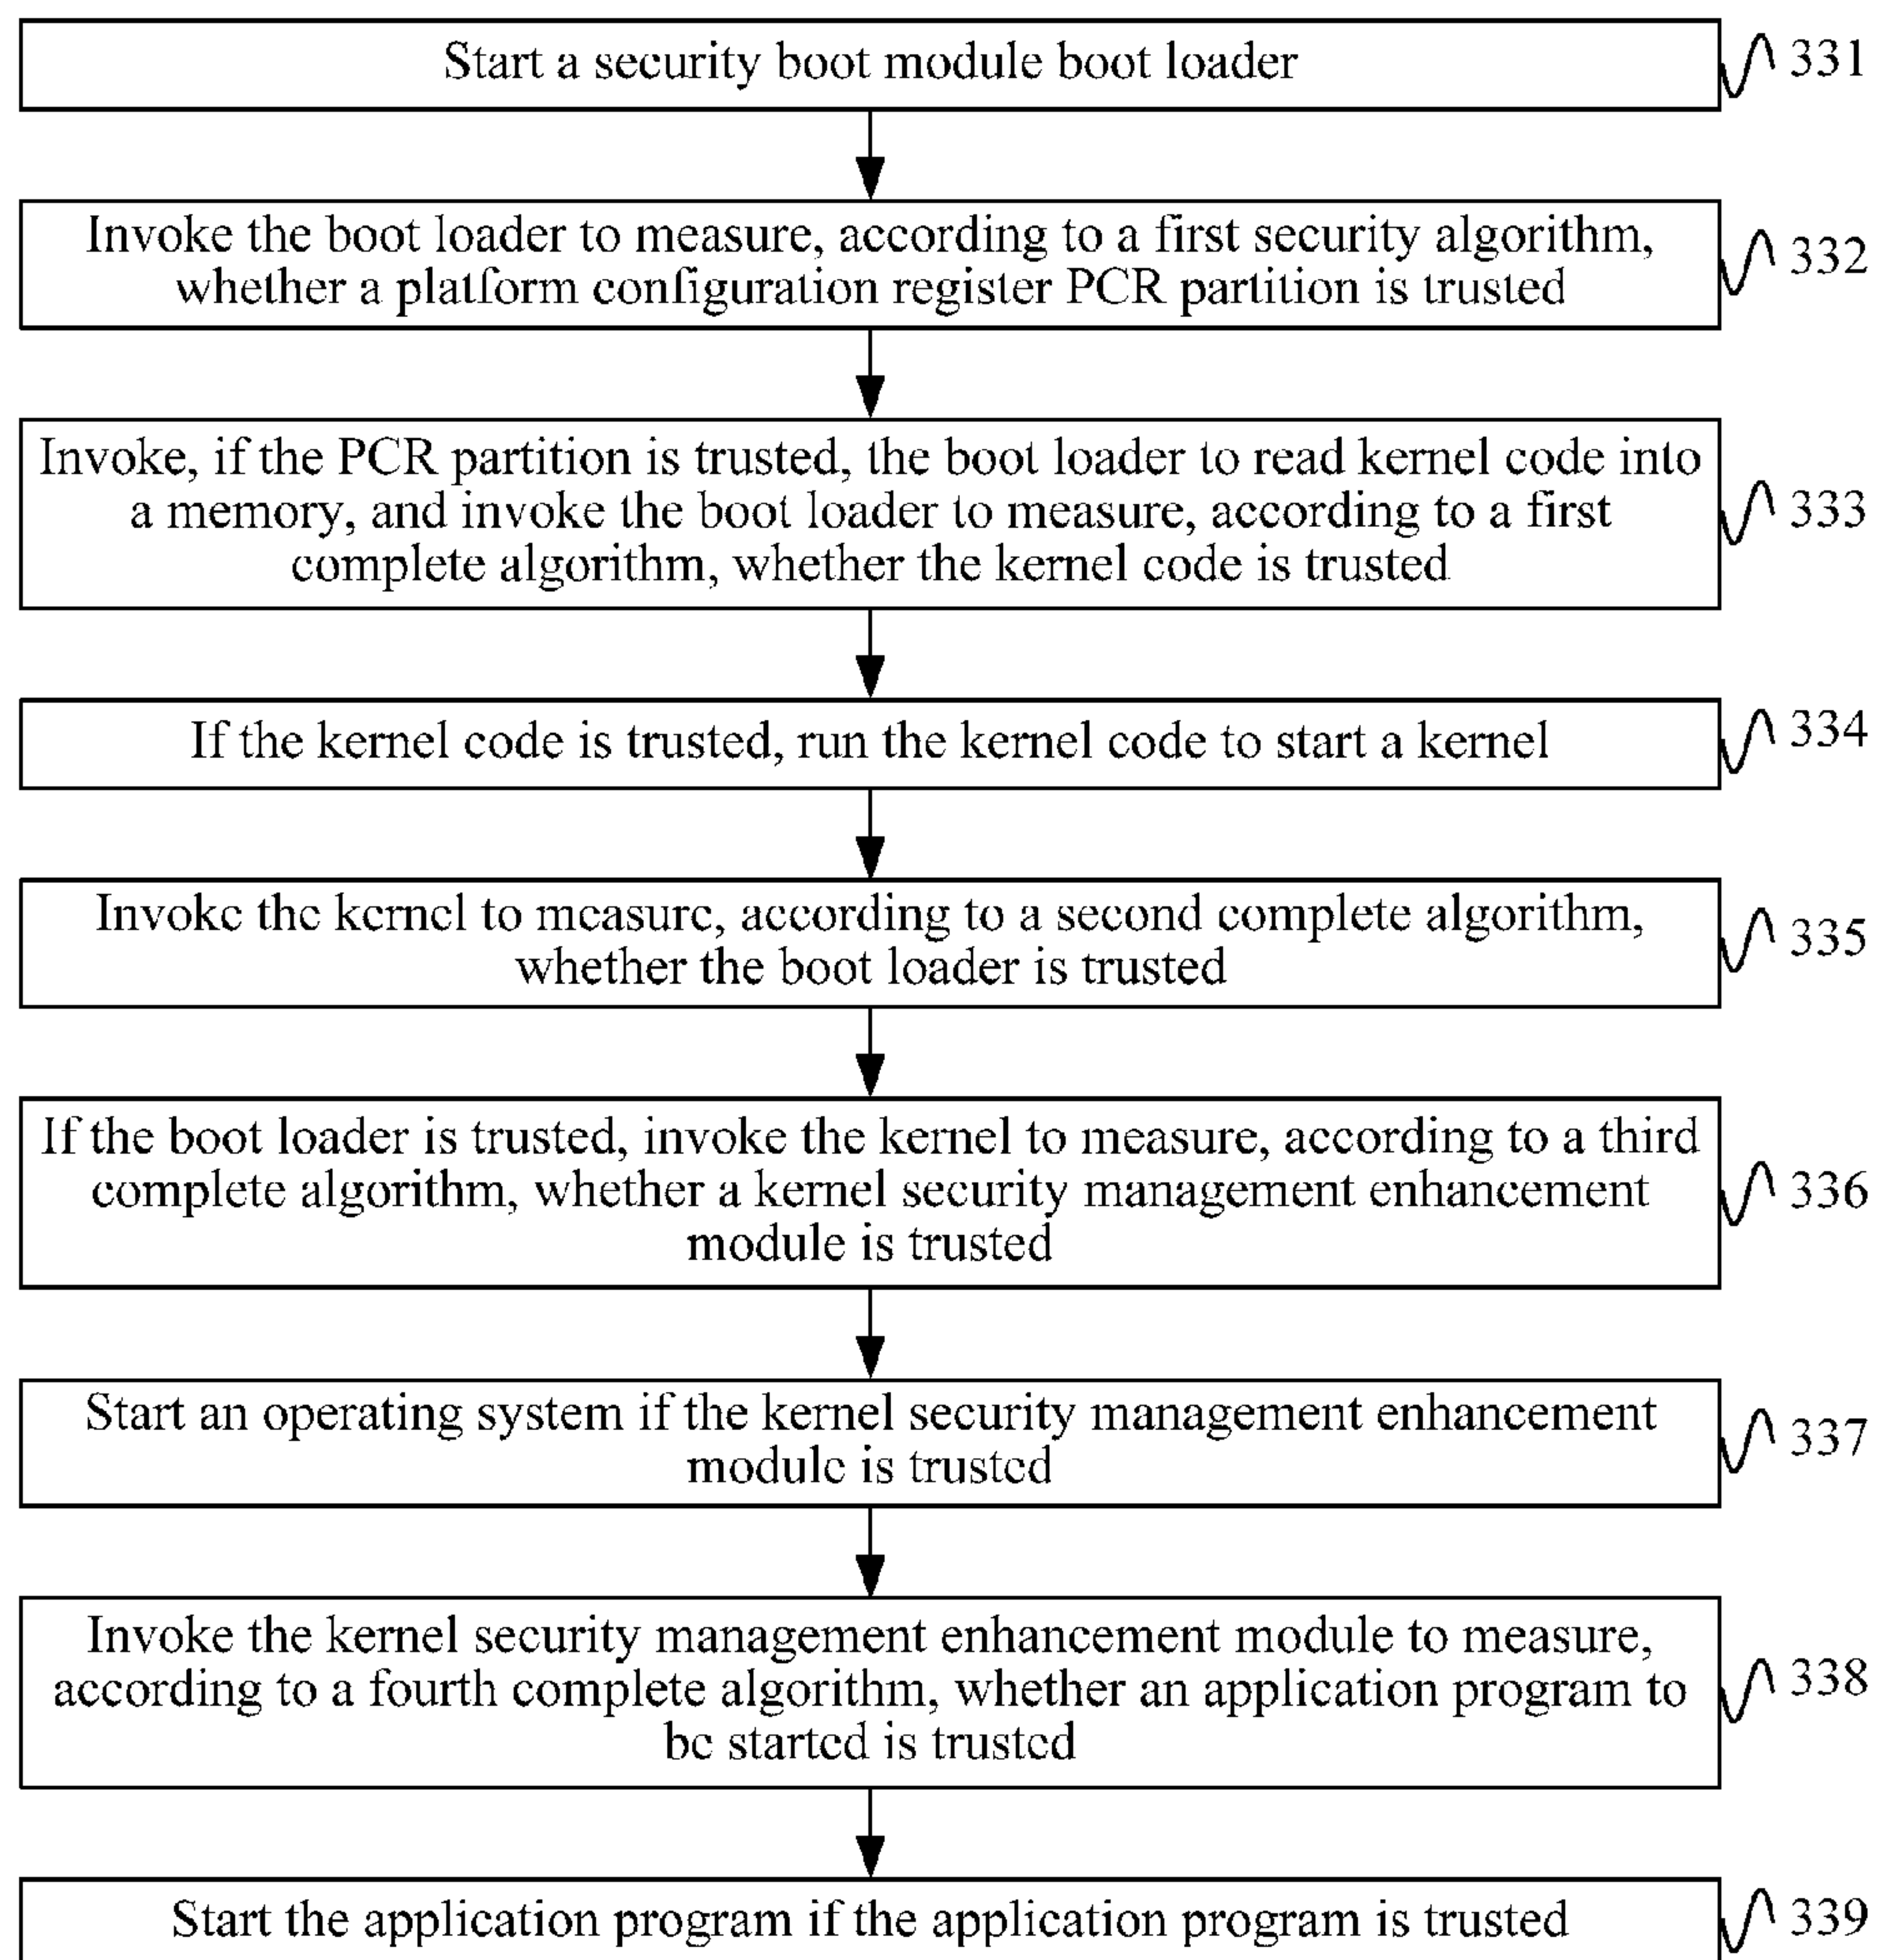 Start a security boot module boot loader
331
Invoke the boot loader to measure, according to a first security algorithm,
whether a platform configuration register PCR partition is trusted
332
Invoke, if the PCR partition is trusted, the boot loader to read kernel code into
a memory, and invoke the boot loader to measure, according to a first
complete algorithm, whether the kernel code is trusted
333
If the kernel code is trusted, run the kernel code to start a kernel
334
Invoke the kernel to measure, according to a second complete algorithm,
whether the boot loader is trusted
335
If the boot loader is trusted, invoke the kernel to measure, according to a third
complete algorithm, whether a kernel security management enhancement
module is trusted
336
Start an operating system if the kernel security management enhancement
module is trusted
337
Invoke the kernel security management enhancement module to measure,
according to a fourth complete algorithm, whether an application program to
be started is trusted
338
Start the application program if the application program is trusted
339